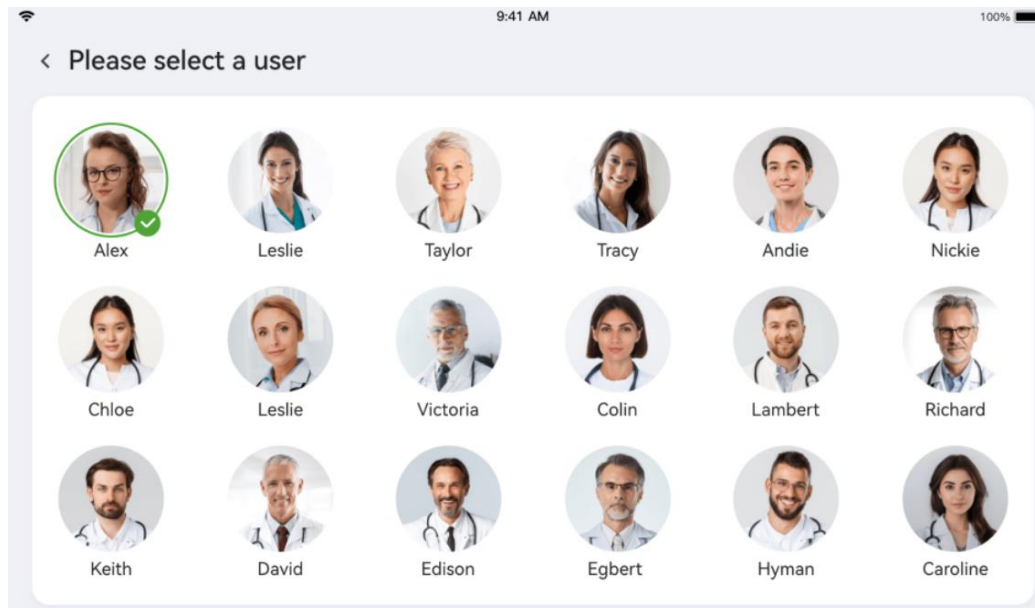 9:41 AM
100%
Please select a user
Alex Leslie Taylor Tracy Andie Nickie
Chloe Leslie Victoria Colin Lambert Richard
Keith David Edison Egbert Hyman Caroline